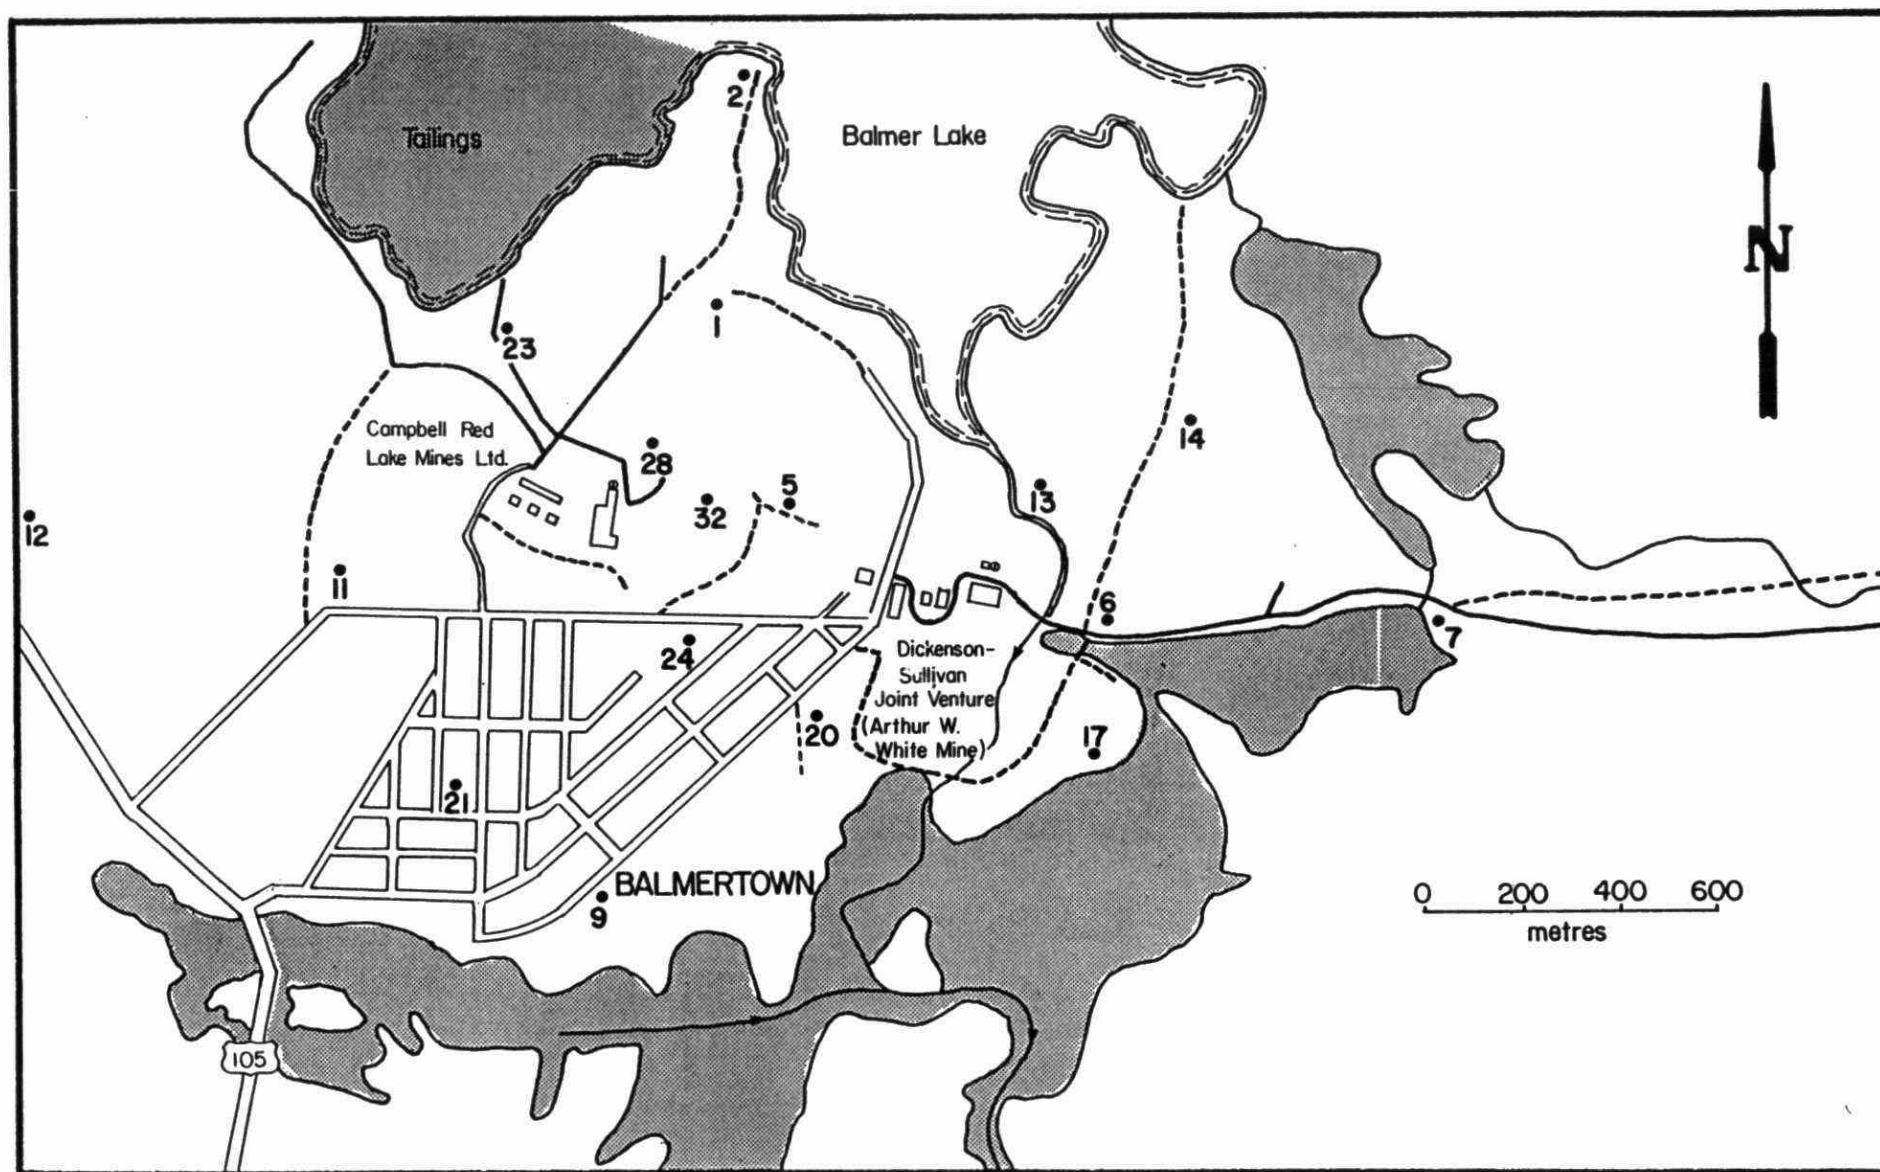 2
Tailings
Balmer Lake
N
1
23
Campbell Red
Lake Mines Ltd.
28
14
13
5
32
12
11
6
7
24
Dickenson-
Sullivan
Joint Venture
(Arthur W.
White Mine)
20
17
21
BALMERTOWN
9
0 200 400 600
metres
105